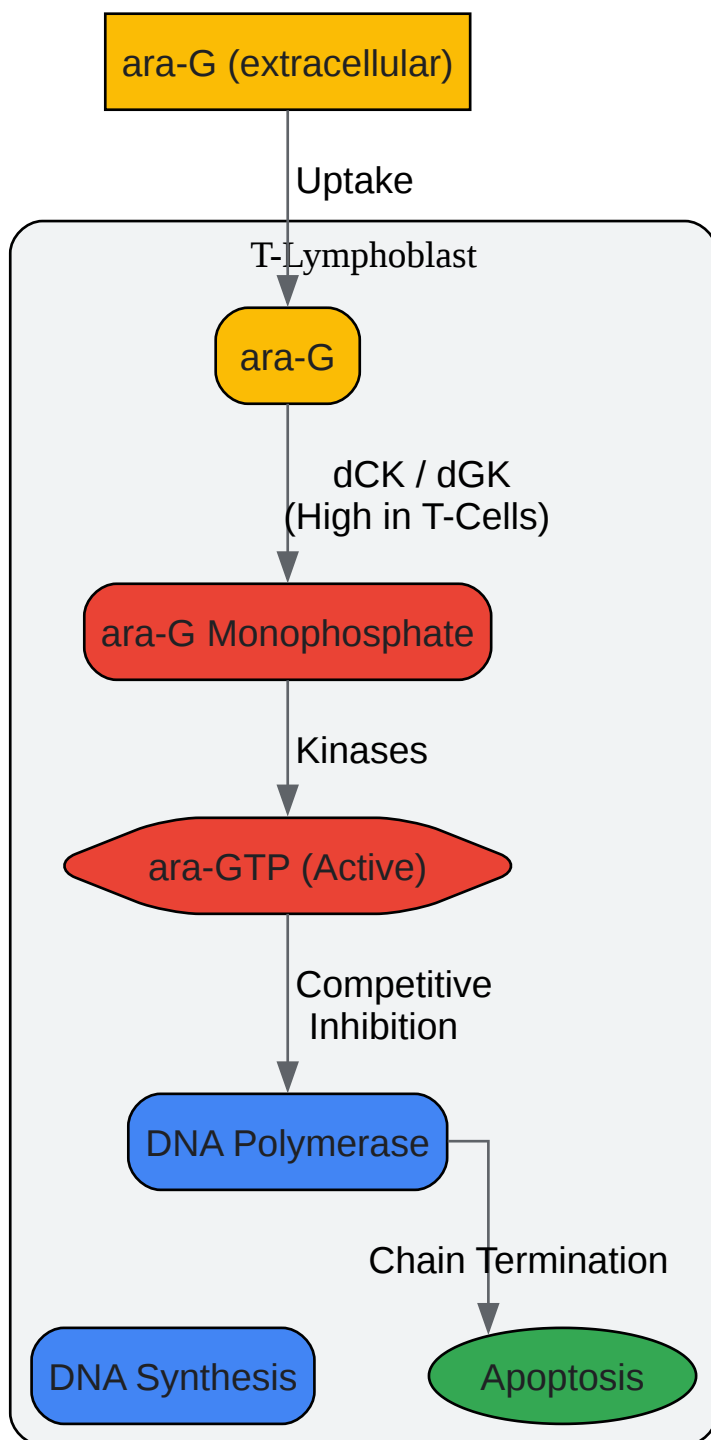 ara-G (extracellular)
Uptake
T-Lymphoblast
ara-G
dCK / dGK
(High in T-Cells)
ara-G Monophosphate
Kinases
ara-GTP (Active)
Competitive
Inhibition
DNA Polymerase
Chain Termination
DNA Synthesis
Apoptosis